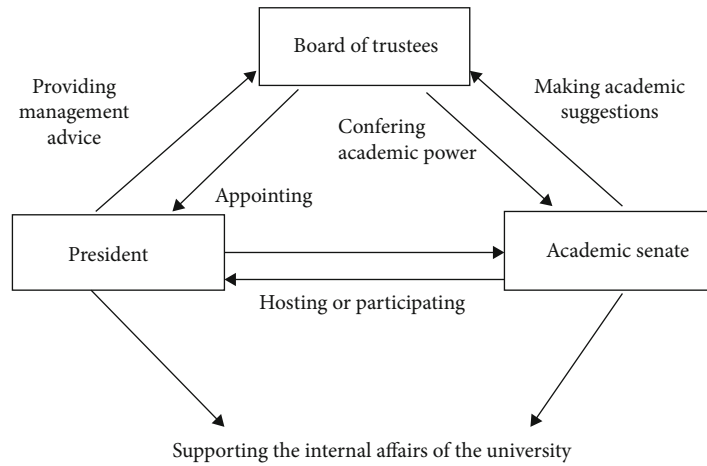 Board of trustees
Providing
management
advice
Making academic
suggestions
Confering
academic power
Appointing
President
Academic senate
Hosting or participating
Supporting the internal affairs of the university